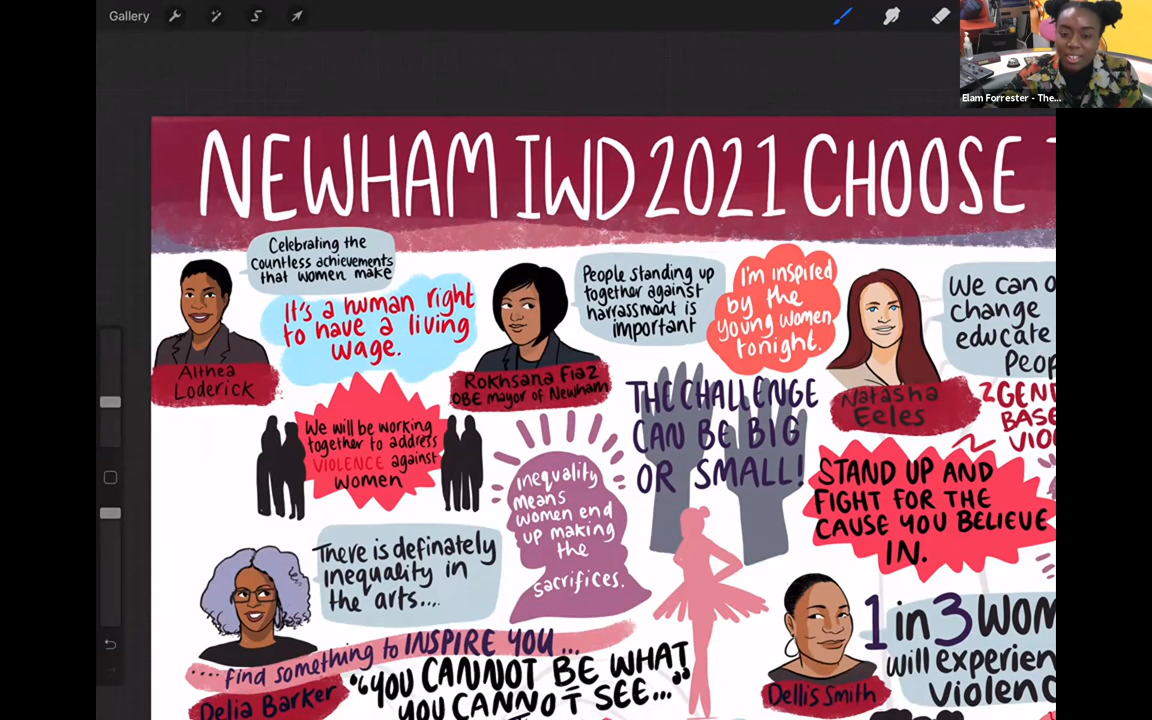 Gallery
Elam Forrester - The...
NEWHAM IWD 2021 CHOOSE
Celebrating the
countless achievements
that women make
It's a human right
to have a living
wage.
People standing up
together against
harrassment is
important
I'm inspired
by the
young women
tonight.
We can
change
educate
Althea
Loderick
Rokhsana Fiaz
OBE mayor of Newham
Natasha
Eeles
THE CHALLENGE
CAN BE BIG
OR SMALL!
We will be working
together to address
VIOLENCE against
women
inequality
means
women end
up making
the
sacrifices.
STAND UP AND
FIGHT FOR THE
CAUSE YOU BELIEVE
IN.
There is definately
inequality in
the arts....
....find something to INSPIRE YOU...
Delia Barker
"YOU CANNOT BE WHAT
YOU CANNOT SEE..."
Dellis Smith
1 in 3
will